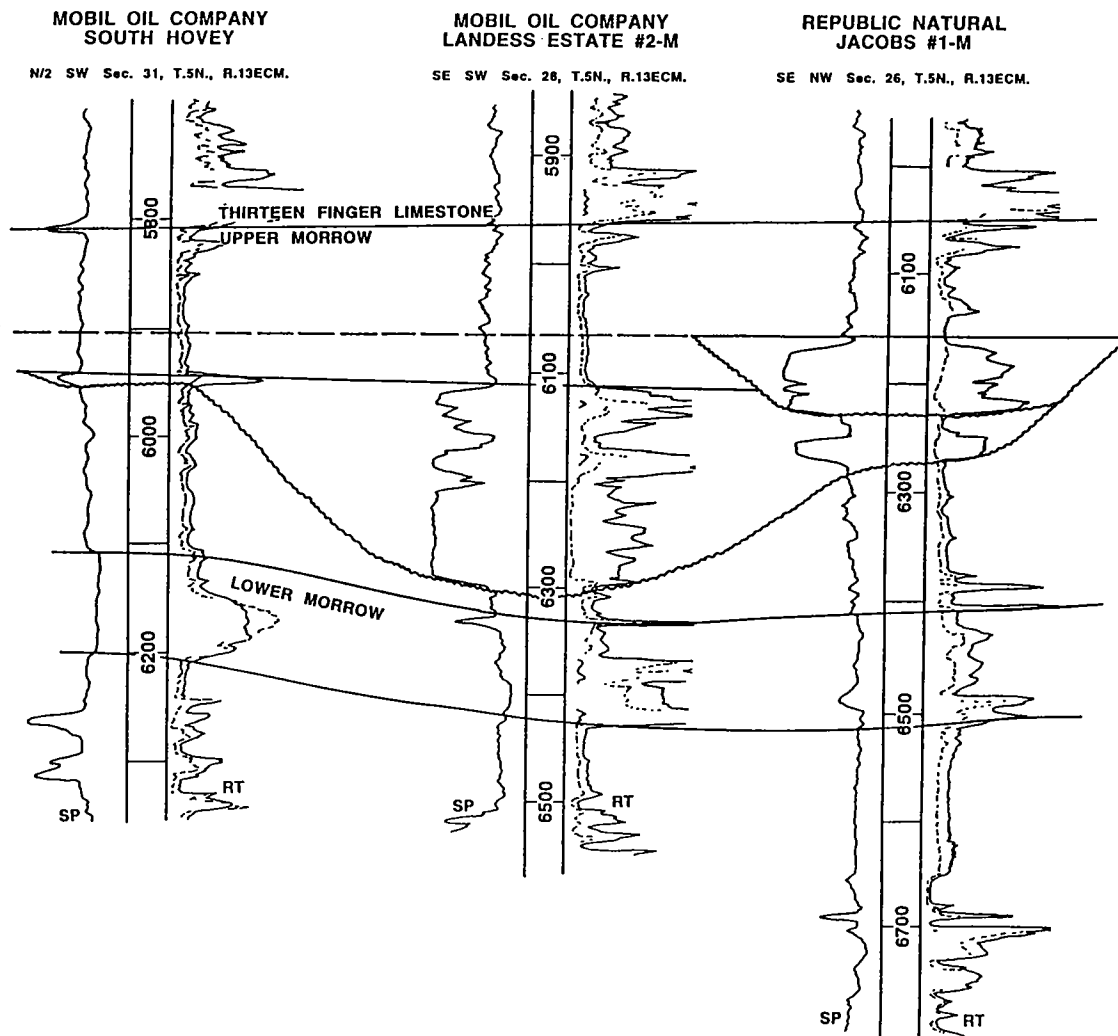 MOBIL OIL COMPANY
SOUTH HOVEY
N/2 SW Sec. 31, T.5N., R.13ECM.
MOBIL OIL COMPANY
LANDESS ESTATE #2-M
SE SW Sec. 26, T.5N., R.13ECM.
REPUBLIC NATURAL
JACOBS #1-M
SE NW Sec. 26, T.5N., R.13ECM.
THIRTEEN FINGER LIMESTONE
UPPER MORROW
LOWER MORROW
5800
6000
6200
SP
RT
5900
6100
6300
6500
SP
RT
6100
6300
6500
6700
SP
RT